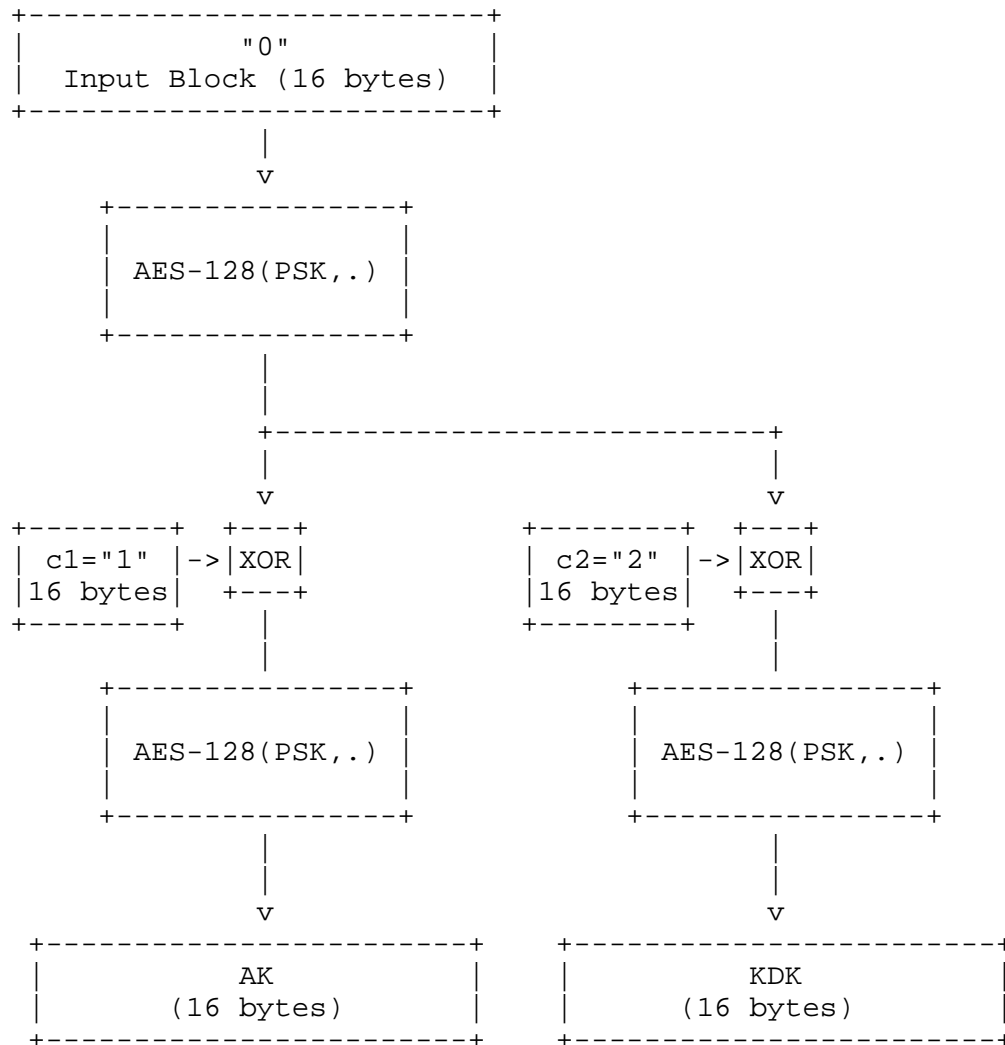 "0"
Input Block (16 bytes)
AES-128(PSK,.)
c1="1" ->XOR c2="2" ->XOR
16 bytes 16 bytes
AES-128(PSK,.) AES-128(PSK,.)
AK KDK
(16 bytes) (16 bytes)